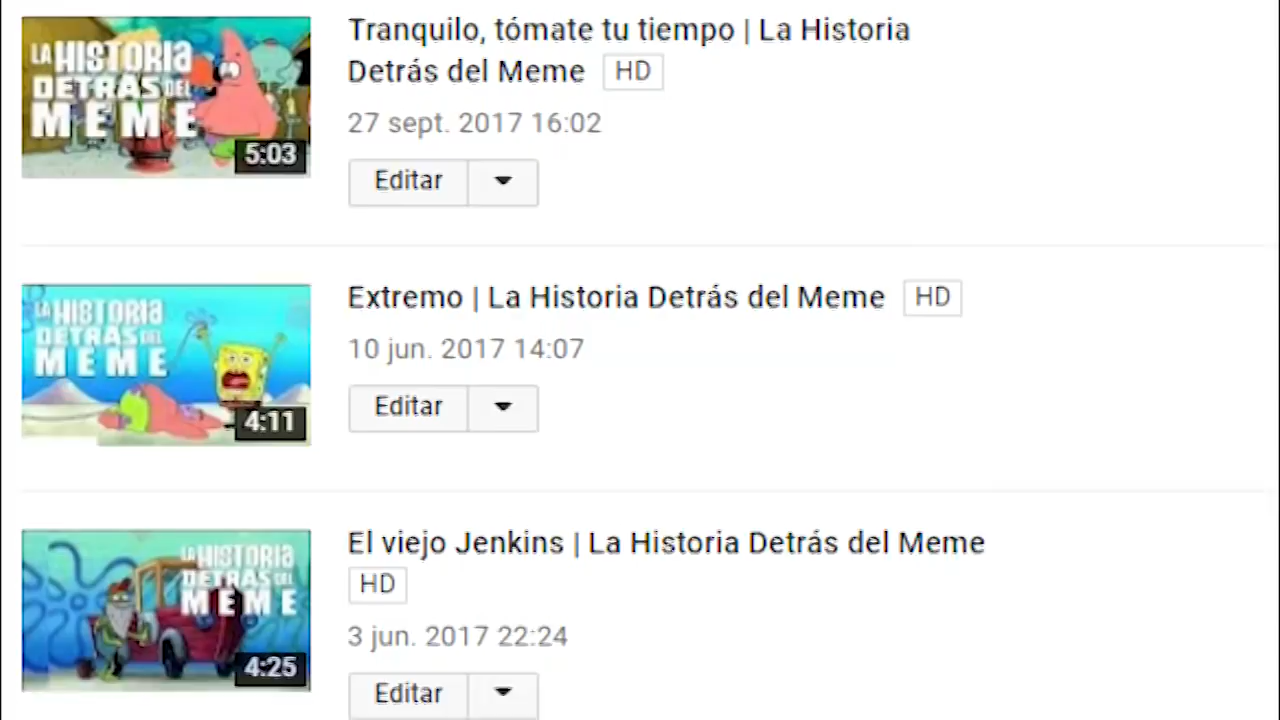 LA HISTORIA
DETRÁS DEL
MEME
5:03
Tranquilo, tómate tu tiempo | La Historia
Detrás del Meme HD
27 sept. 2017 16:02
Editar
LA HISTORIA
DETRÁS DEL
MEME
4:11
Extremo | La Historia Detrás del Meme HD
10 jun. 2017 14:07
Editar
LA HISTORIA
DETRÁS DEL
MEME
4:25
El viejo Jenkins | La Historia Detrás del Meme
HD
3 jun. 2017 22:24
Editar